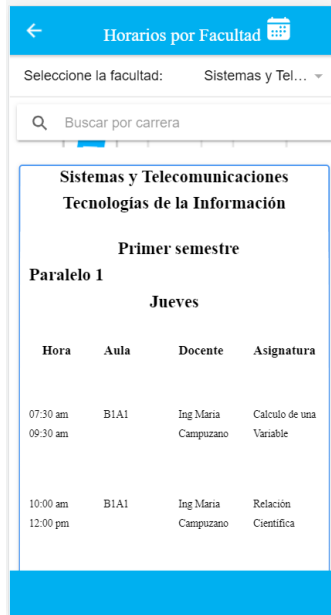 Horarios por Facultad
Seleccione la facultad: Sistemas y Tel...
Buscar por carrera
Sistemas y Telecomunicaciones
Tecnologías de la Información
Primer semestre
Paralelo 1
Jueves
Hora Aula Docente Asignatura
07:30 am B1A1 Ing Maria Calculo de una
09:30 am Campuzano Variable
10:00 am B1A1 Ing Maria Relación
12:00 pm Campuzano Científica